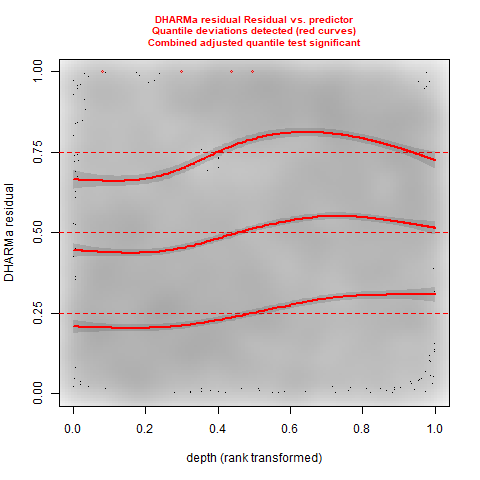 DHARMa residual Residual vs. predictor
Quantile deviations detected (red curves)
Combined adjusted quantile test significant
1.00
0.75
0.50
0.25
0.00
DHARMa residual
0.0 0.2 0.4 0.6 0.8 1.0
depth (rank transformed)